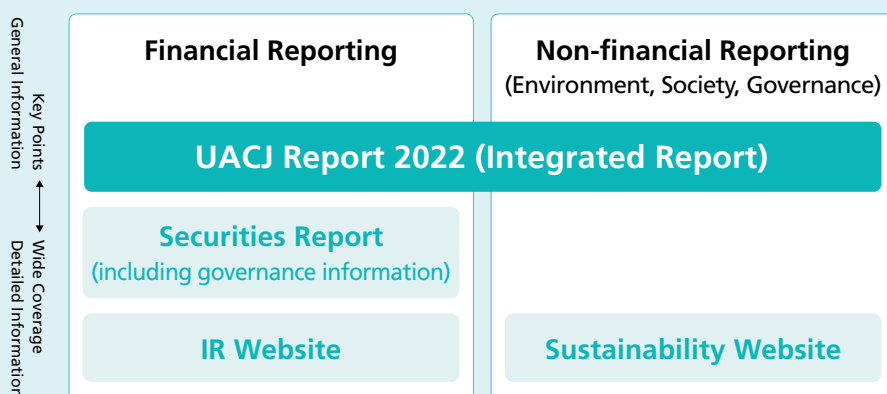 General Information
Key Points
Wide Coverage
Detailed Information
Financial Reporting
Non-financial Reporting
(Environment, Society, Governance)
UACJ Report 2022 (Integrated Report)
Securities Report
(including governance information)
IR Website
Sustainability Website